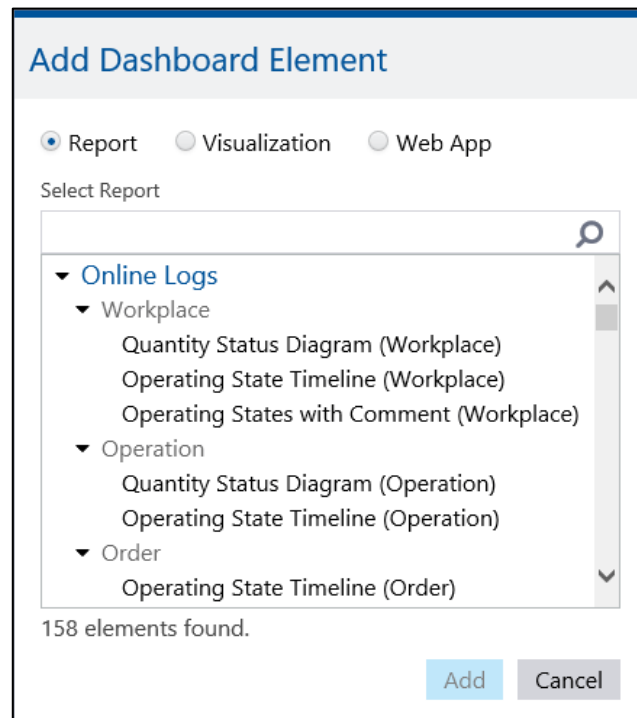 Add Dashboard Element
Report Visualization Web App
Select Report
Online Logs
Workplace
Quantity Status Diagram (Workplace)
Operating State Timeline (Workplace)
Operating States with Comment (Workplace)
Operation
Quantity Status Diagram (Operation)
Operating State Timeline (Operation)
Order
Operating State Timeline (Order)
158 elements found.
Add Cancel